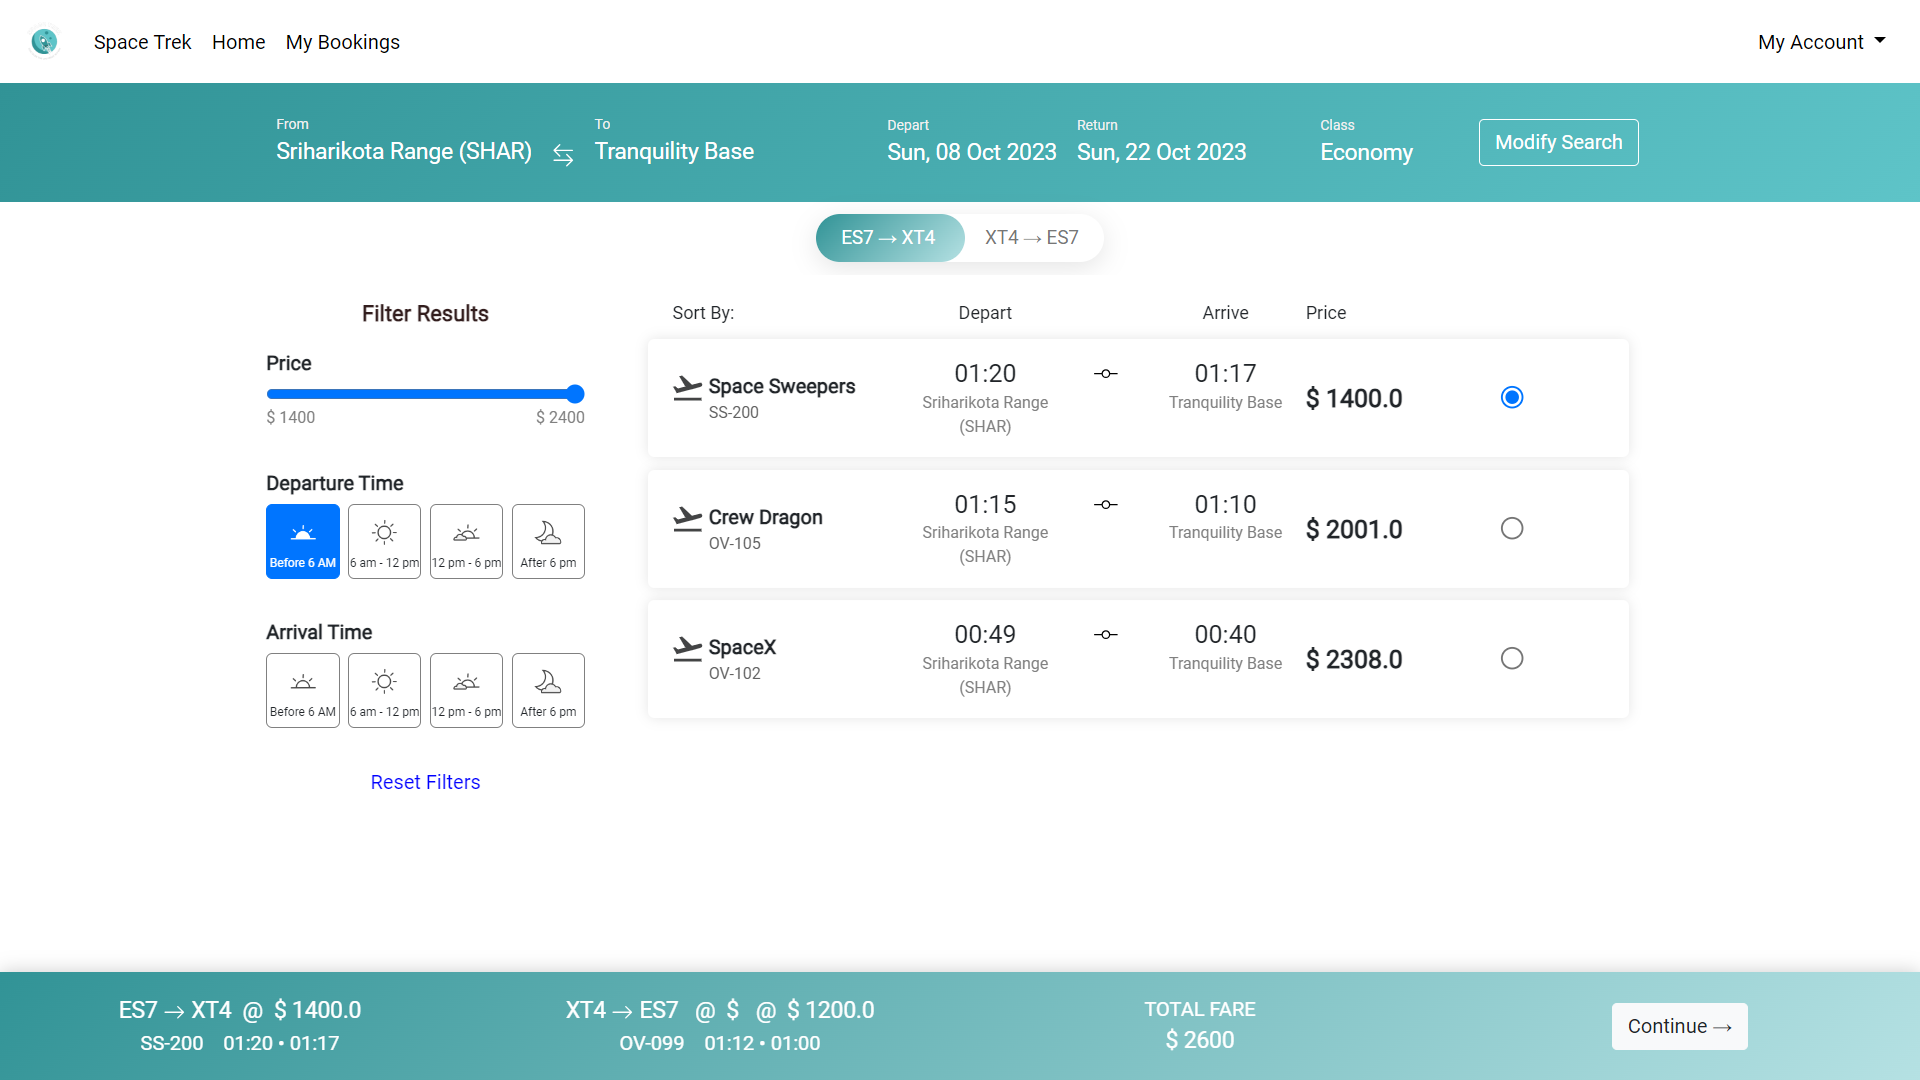 Space Trek Home My Bookings My Account
From To Depart Return Class
Sriharikota Range (SHAR) Tranquility Base Sun, 08 Oct 2023 Sun, 22 Oct 2023 Economy Modify Search
ES7 → XT4 XT4 → ES7
Filter Results
Price
$ 1400 $ 2400
Departure Time
Before 6 AM 6 am - 12 pm 12 pm - 6 pm After 6 pm
Arrival Time
Before 6 AM 6 am - 12 pm 12 pm - 6 pm After 6 pm
Reset Filters
Sort By: Depart Arrive Price
Space Sweepers 01:20 01:17 $ 1400.0
SS-200 Sriharikota Range Tranquility Base
(SHAR)
Crew Dragon 01:15 01:10 $ 2001.0
OV-105 Sriharikota Range Tranquility Base
(SHAR)
SpaceX 00:49 00:40 $ 2308.0
OV-102 Sriharikota Range Tranquility Base
(SHAR)
ES7 → XT4 @ $ 1400.0
SS-200 01:20 • 01:17
XT4 → ES7 @ $ @ $ 1200.0
OV-099 01:12 • 01:00
TOTAL FARE
$ 2600
Continue →